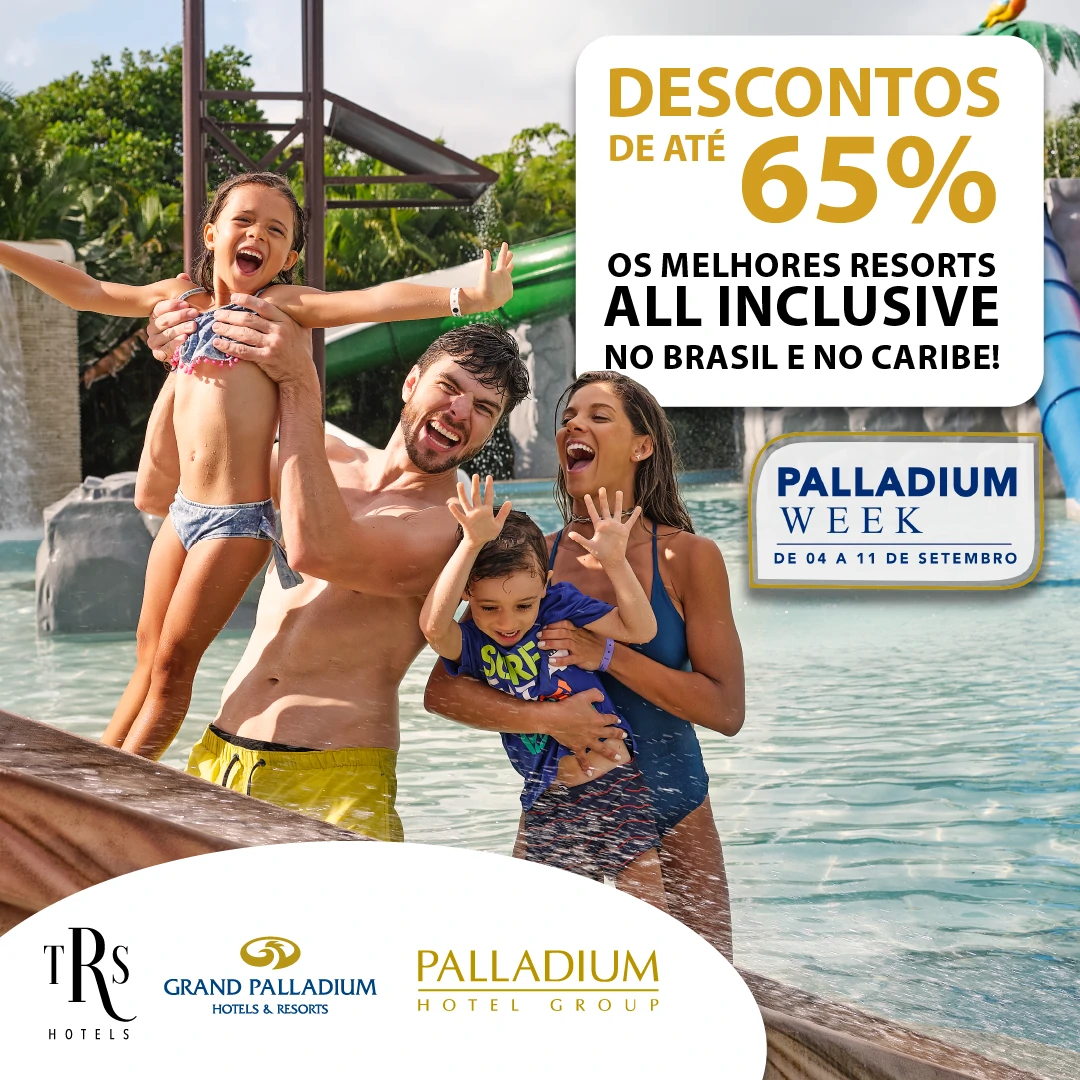 DESCONTOS
DE ATÉ 65%
OS MELHORES RESORTS
ALL INCLUSIVE
NO BRASIL E NO CARIBE!
PALLADIUM
WEEK
DE 04 A 11 DE SETEMBRO
SURF
TRS
HOTELS
GRAND PALLADIUM
HOTELS & RESORTS
PALLADIUM
HOTEL GROUP